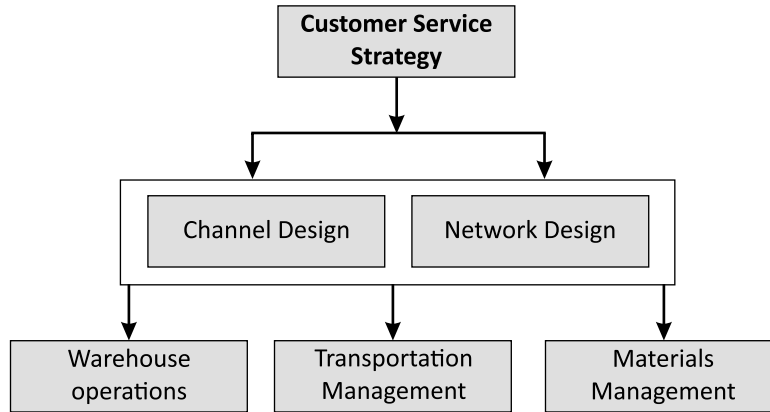 Customer Service
Strategy
Channel Design
Network Design
Warehouse
operations
Transportation
Management
Materials
Management